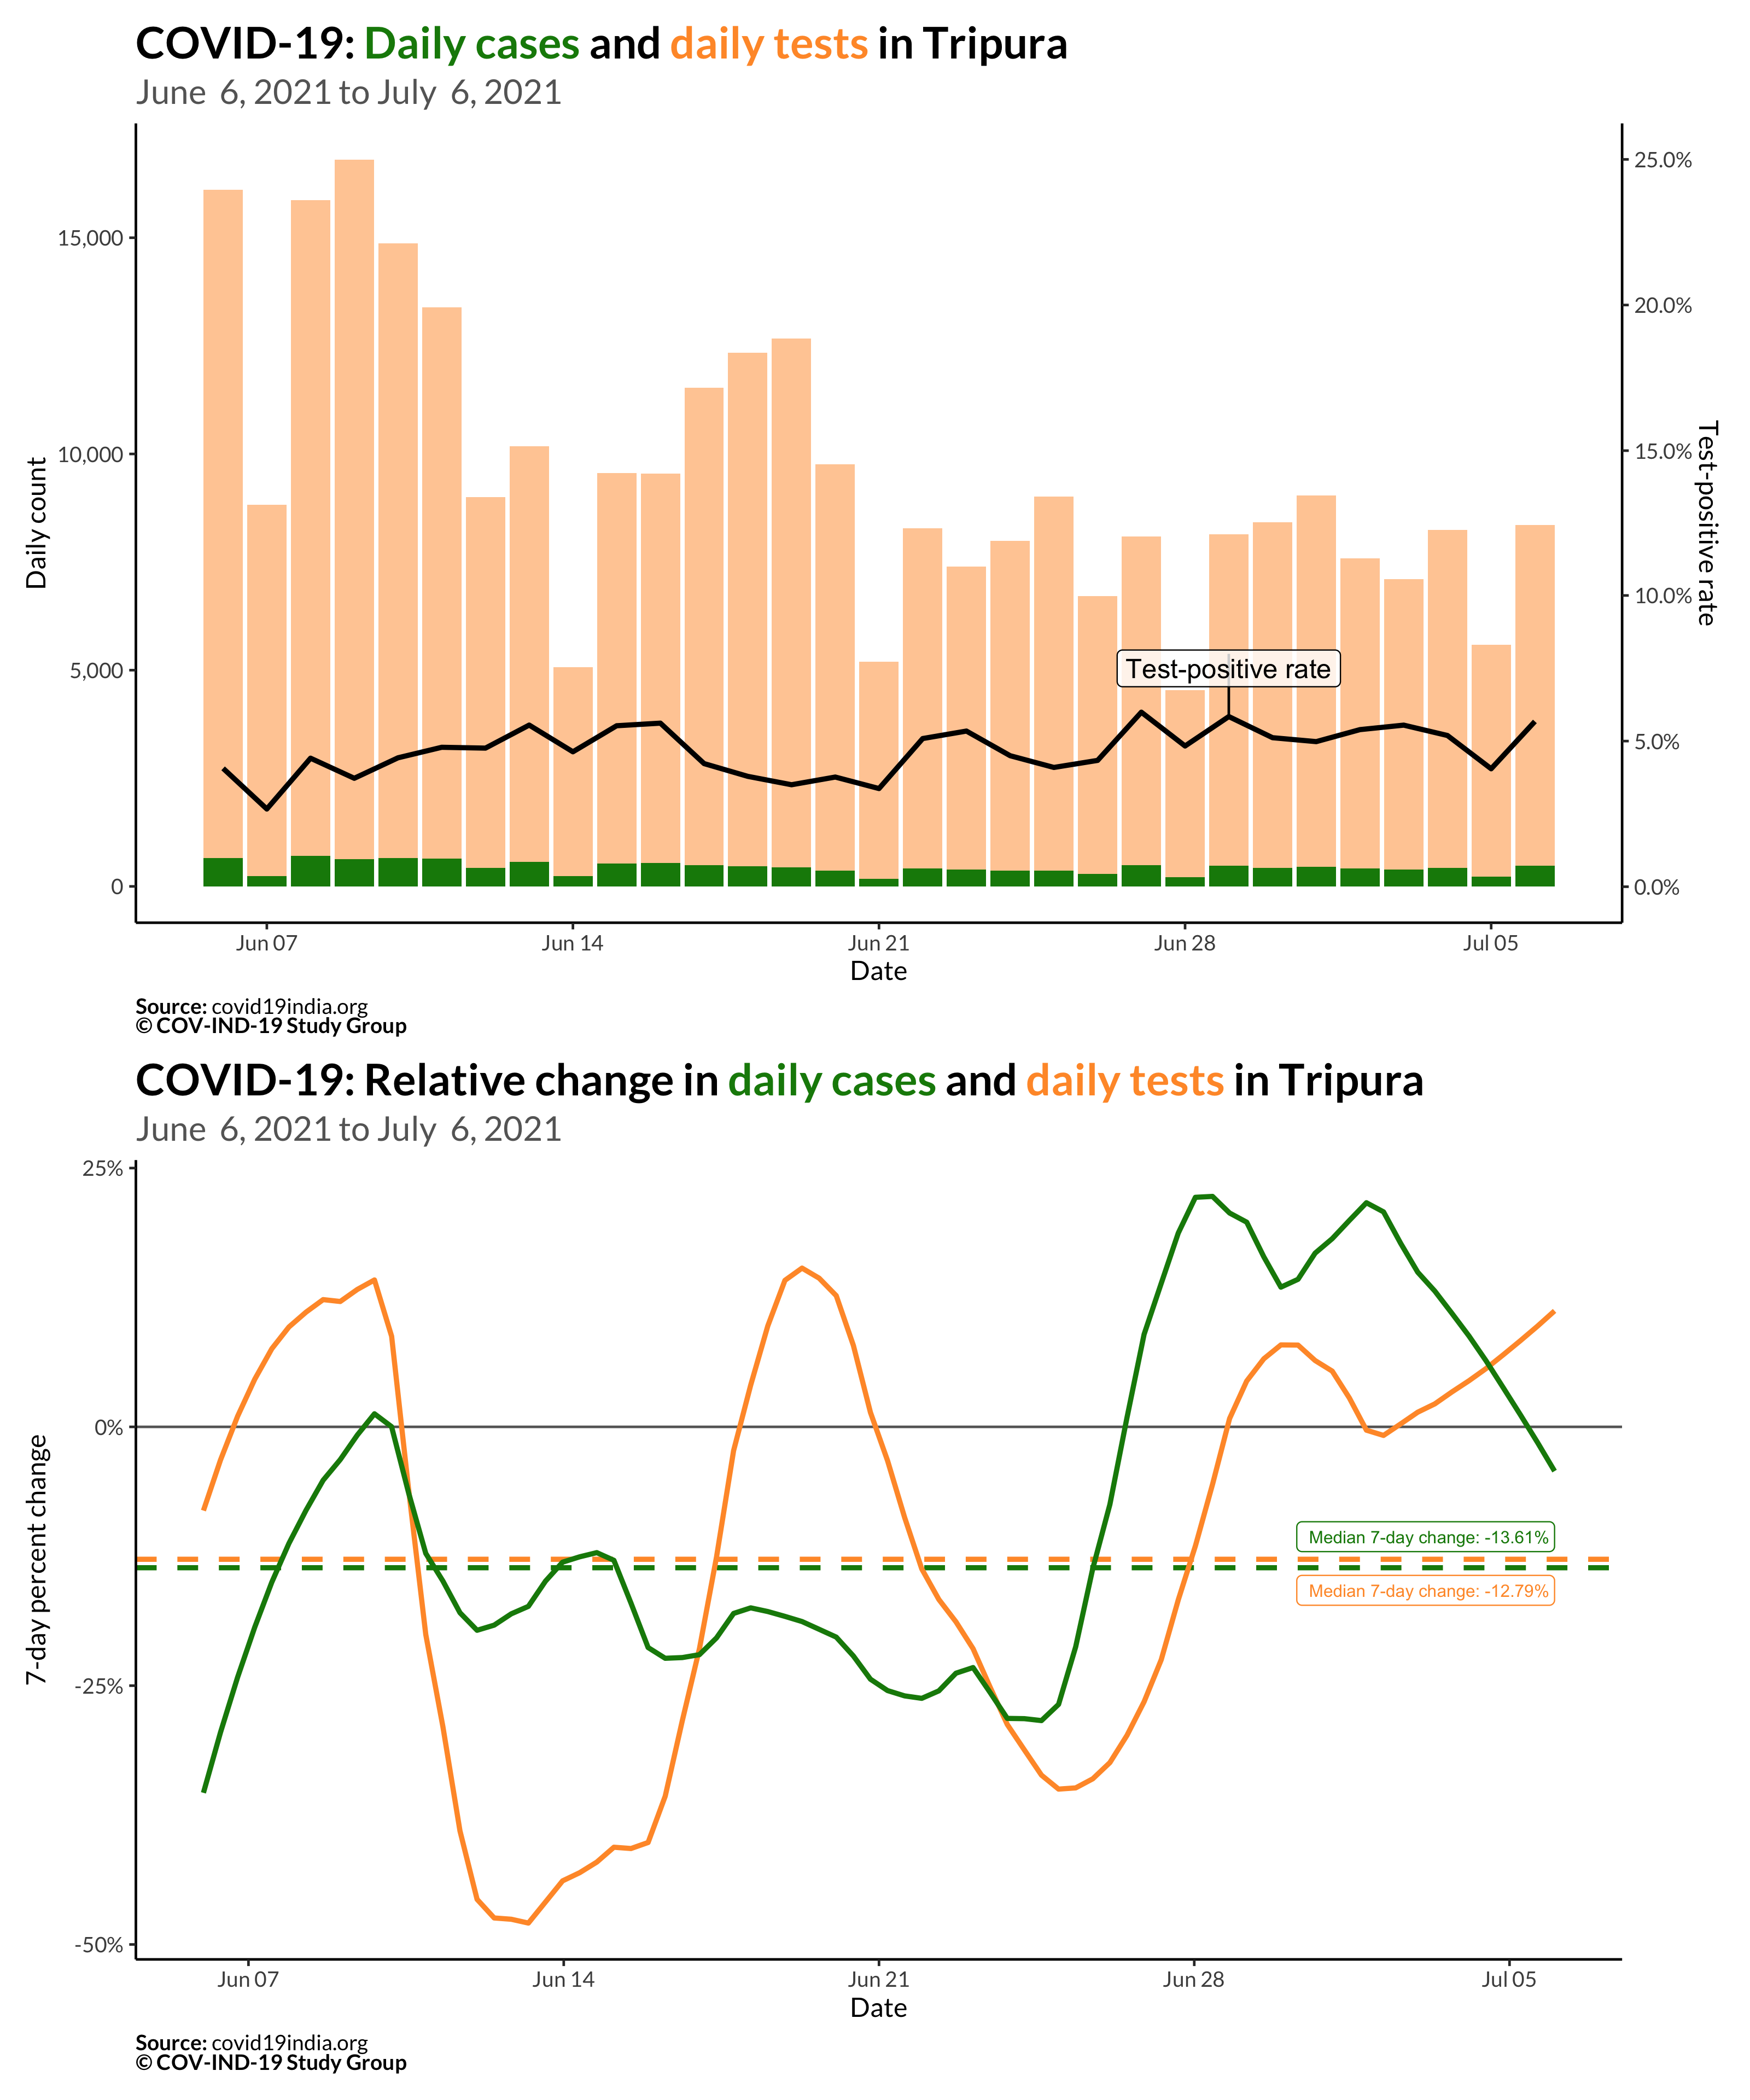 COVID-19: Daily cases and daily tests in Tripura
June 6, 2021 to July 6, 2021
Daily count
15,000
10,000
5,000
0
25.0%
20.0%
15.0%
10.0%
5.0%
0.0%
Test-positive rate
Test-positive rate
Jun 07
Jun 14
Jun 21
Jun 28
Jul 05
Date
Source: covid19india.org
© COV-IND-19 Study Group
COVID-19: Relative change in daily cases and daily tests in Tripura
June 6, 2021 to July 6, 2021
7-day percent change
25%
0%
-25%
-50%
Median 7-day change: -13.61%
Median 7-day change: -12.79%
Jun 07
Jun 14
Jun 21
Jun 28
Jul 05
Date
Source: covid19india.org
© COV-IND-19 Study Group